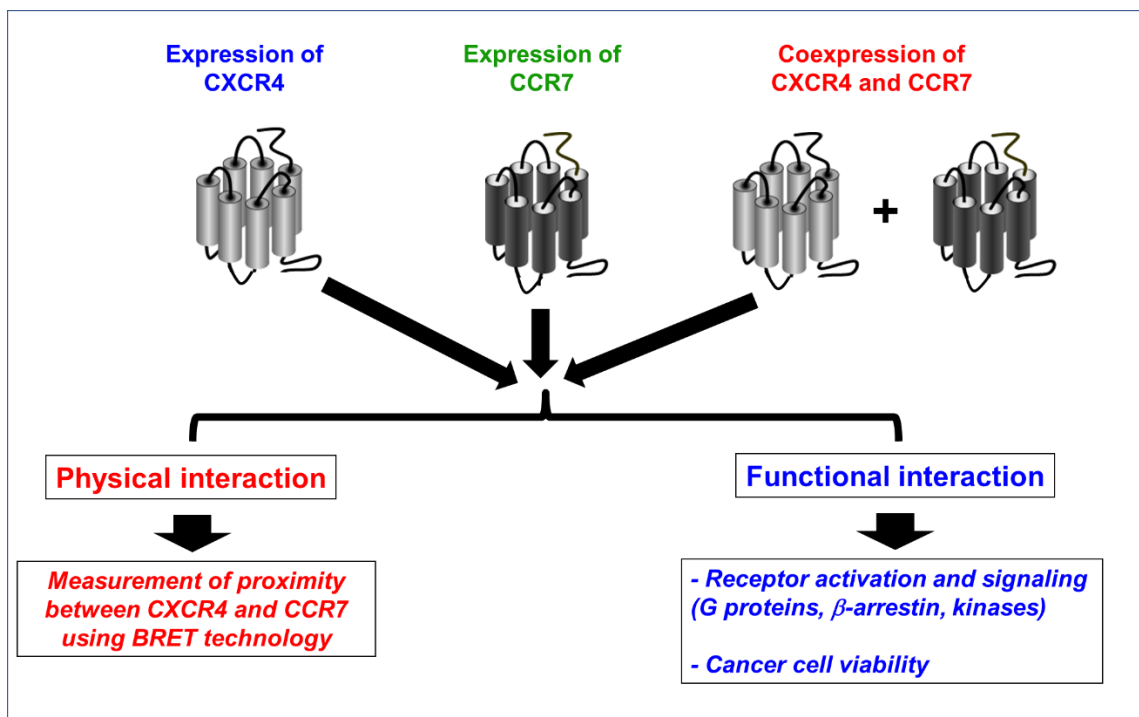 Expression of
CXCR4
Expression of
CCR7
Coexpression of
CXCR4 and CCR7
+
Physical interaction
Functional interaction
Measurement of proximity
between CXCR4 and CCR7
using BRET technology
- Receptor activation and signaling
(G proteins, β-arrestin, kinases)
- Cancer cell viability